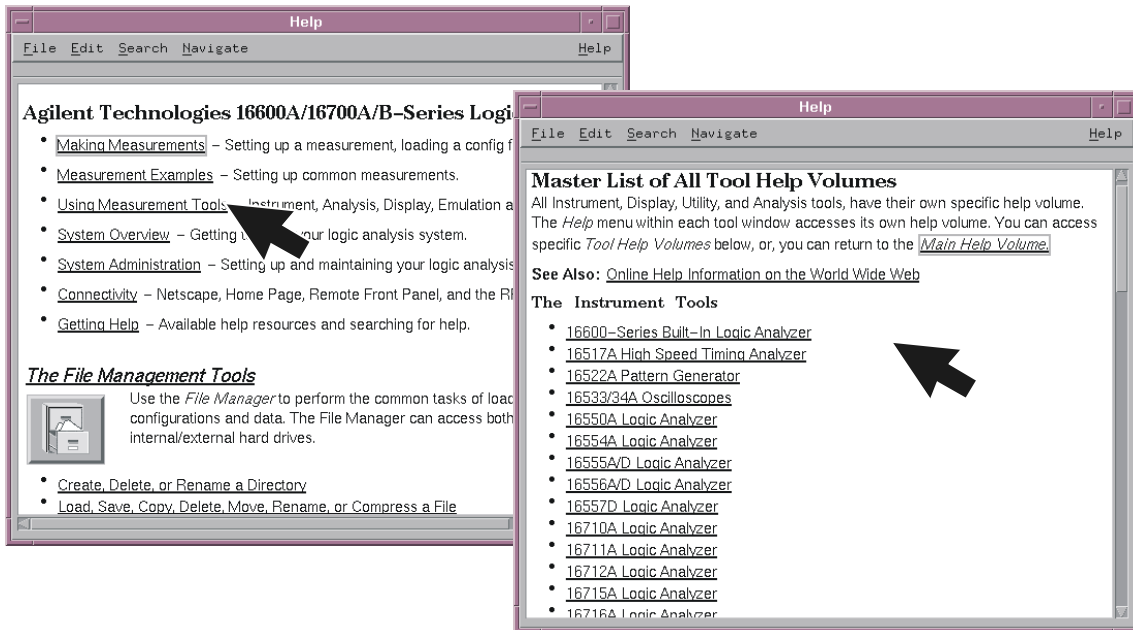 Help
File Edit Search Navigate Help
Agilent Technologies 16600A/16700A/B-Series Logi
Making Measurements – Setting up a measurement, loading a config f
Measurement Examples – Setting up common measurements.
Using Measurement Tools – Instrument, Analysis, Display, Emulation a
System Overview – Getting your logic analysis system.
System Administration – Setting up and maintaining your logic analysis
Connectivity – Netscape, Home Page, Remote Front Panel, and the
Getting Help – Available help resources and searching for help.
The File Management Tools
Use the File Manager to perform the common tasks of load
configurations and data. The File Manager can access both
internal/external hard drives.
Create, Delete, or Rename a Directory
Load, Save, Copy, Delete, Move, Rename, or Compress a File
Help
File Edit Search Navigate Help
Master List of All Tool Help Volumes
All Instrument, Display, Utility, and Analysis tools, have their own specific help volume.
The Help menu within each tool window accesses its own help volume. You can access
specific Tool Help Volumes below, or, you can return to the Main Help Volume.
See Also: Online Help Information on the World Wide Web
The Instrument Tools
16600–Series Built–In Logic Analyzer
16517A High Speed Timing Analyzer
16522A Pattern Generator
16533/34A Oscilloscopes
16550A Logic Analyzer
16554A Logic Analyzer
16555A/D Logic Analyzer
16556A/D Logic Analyzer
16557D Logic Analyzer
16710A Logic Analyzer
16711A Logic Analyzer
16712A Logic Analyzer
16715A Logic Analyzer
16716A Logic Analyzer